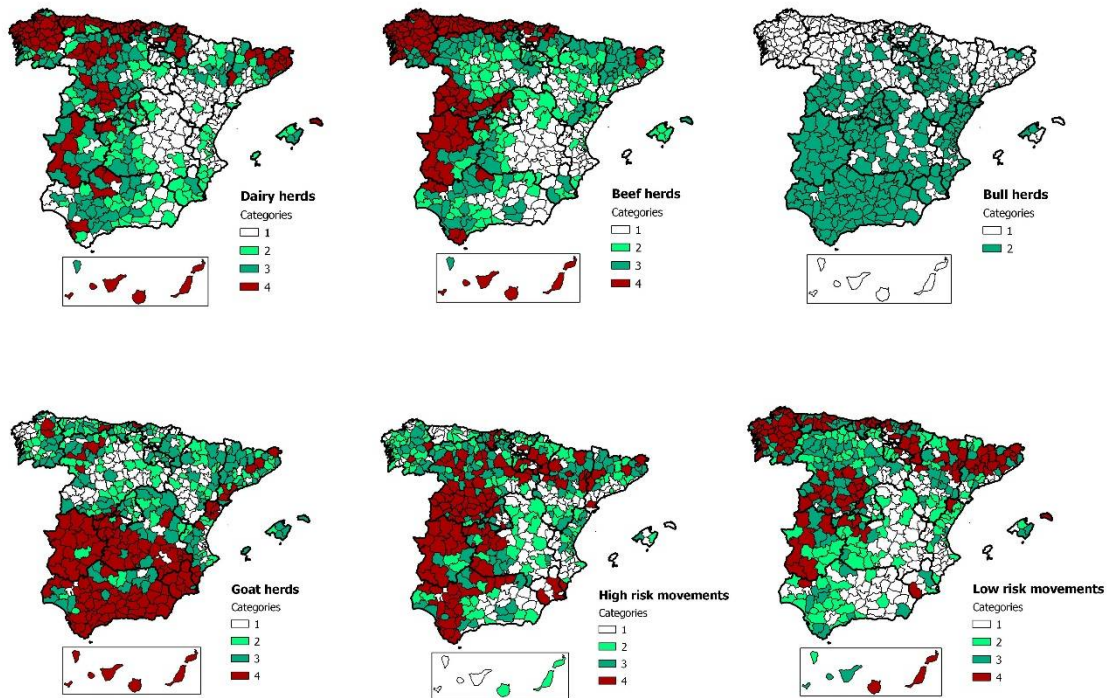 Dairy herds
Categories
1
2
3
4
Beef herds
Categories
1
2
3
4
Bull herds
Categories
1
2
Goat herds
Categories
1
2
3
4
High risk movements
Categories
1
2
3
4
Low risk movements
Categories
1
2
3
4